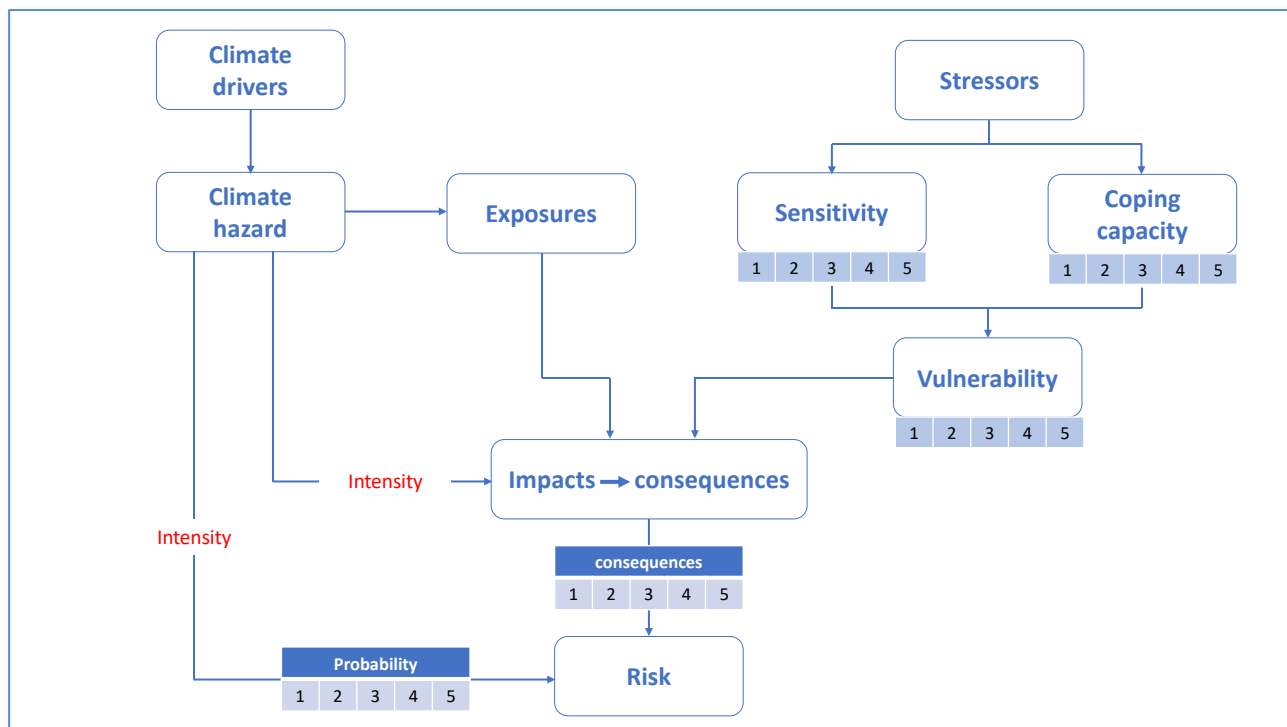 Climate
drivers
Stressors
Climate
hazard
Exposures
Sensitivity
1 2 3 4 5
Coping
capacity
1 2 3 4 5
Vulnerability
1 2 3 4 5
Intensity
Impacts → consequences
Intensity
consequences
1 2 3 4 5
Probability
1 2 3 4 5
Risk